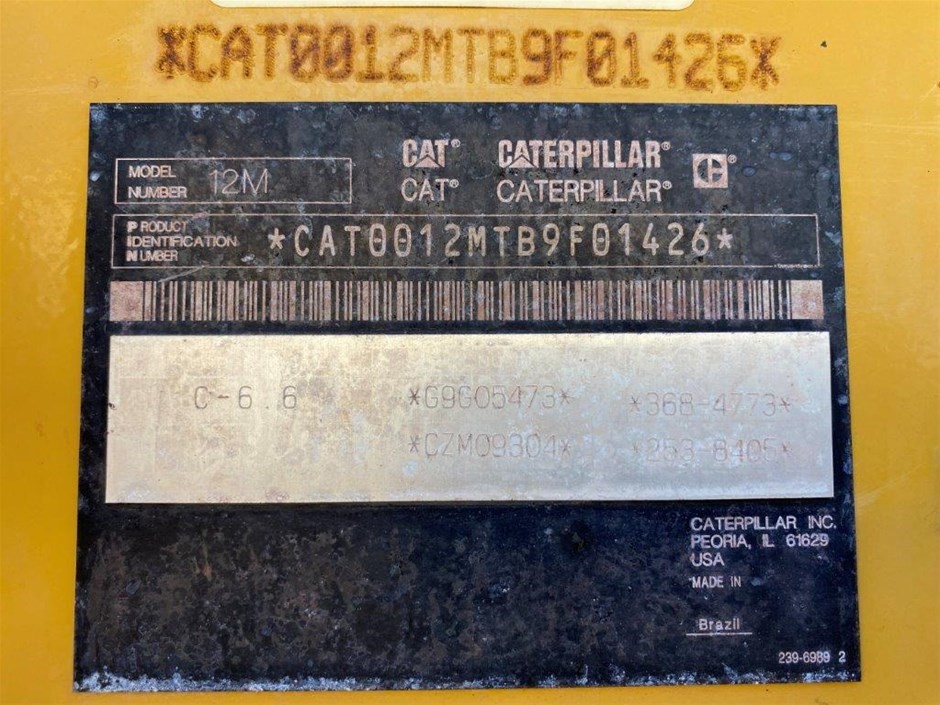 *CAT0012MTB9F01426*
CAT® CATERPILLAR® ®
MODEL NUMBER 12M
CAT® CATERPILLAR®
PRODUCT IDENTIFICATION NUMBER *CAT0012MTB9F01426*
C-6.6 *G9G05473* *368-4773*
*CZM09304* *253-8405*
CATERPILLAR INC.
PEORIA, IL 61629
USA
MADE IN
Brazil
239-6989 2